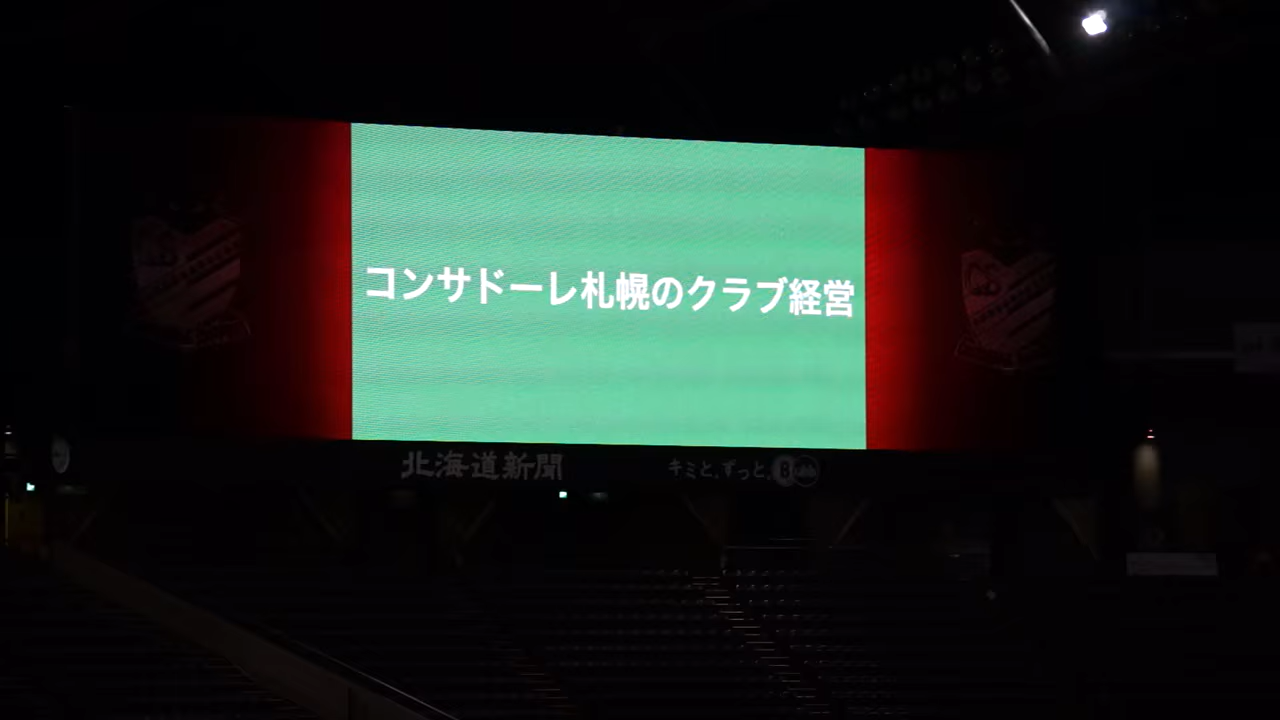 コンサドーレ札幌のクラブ経営
北海道新聞
キミと、ずっと。